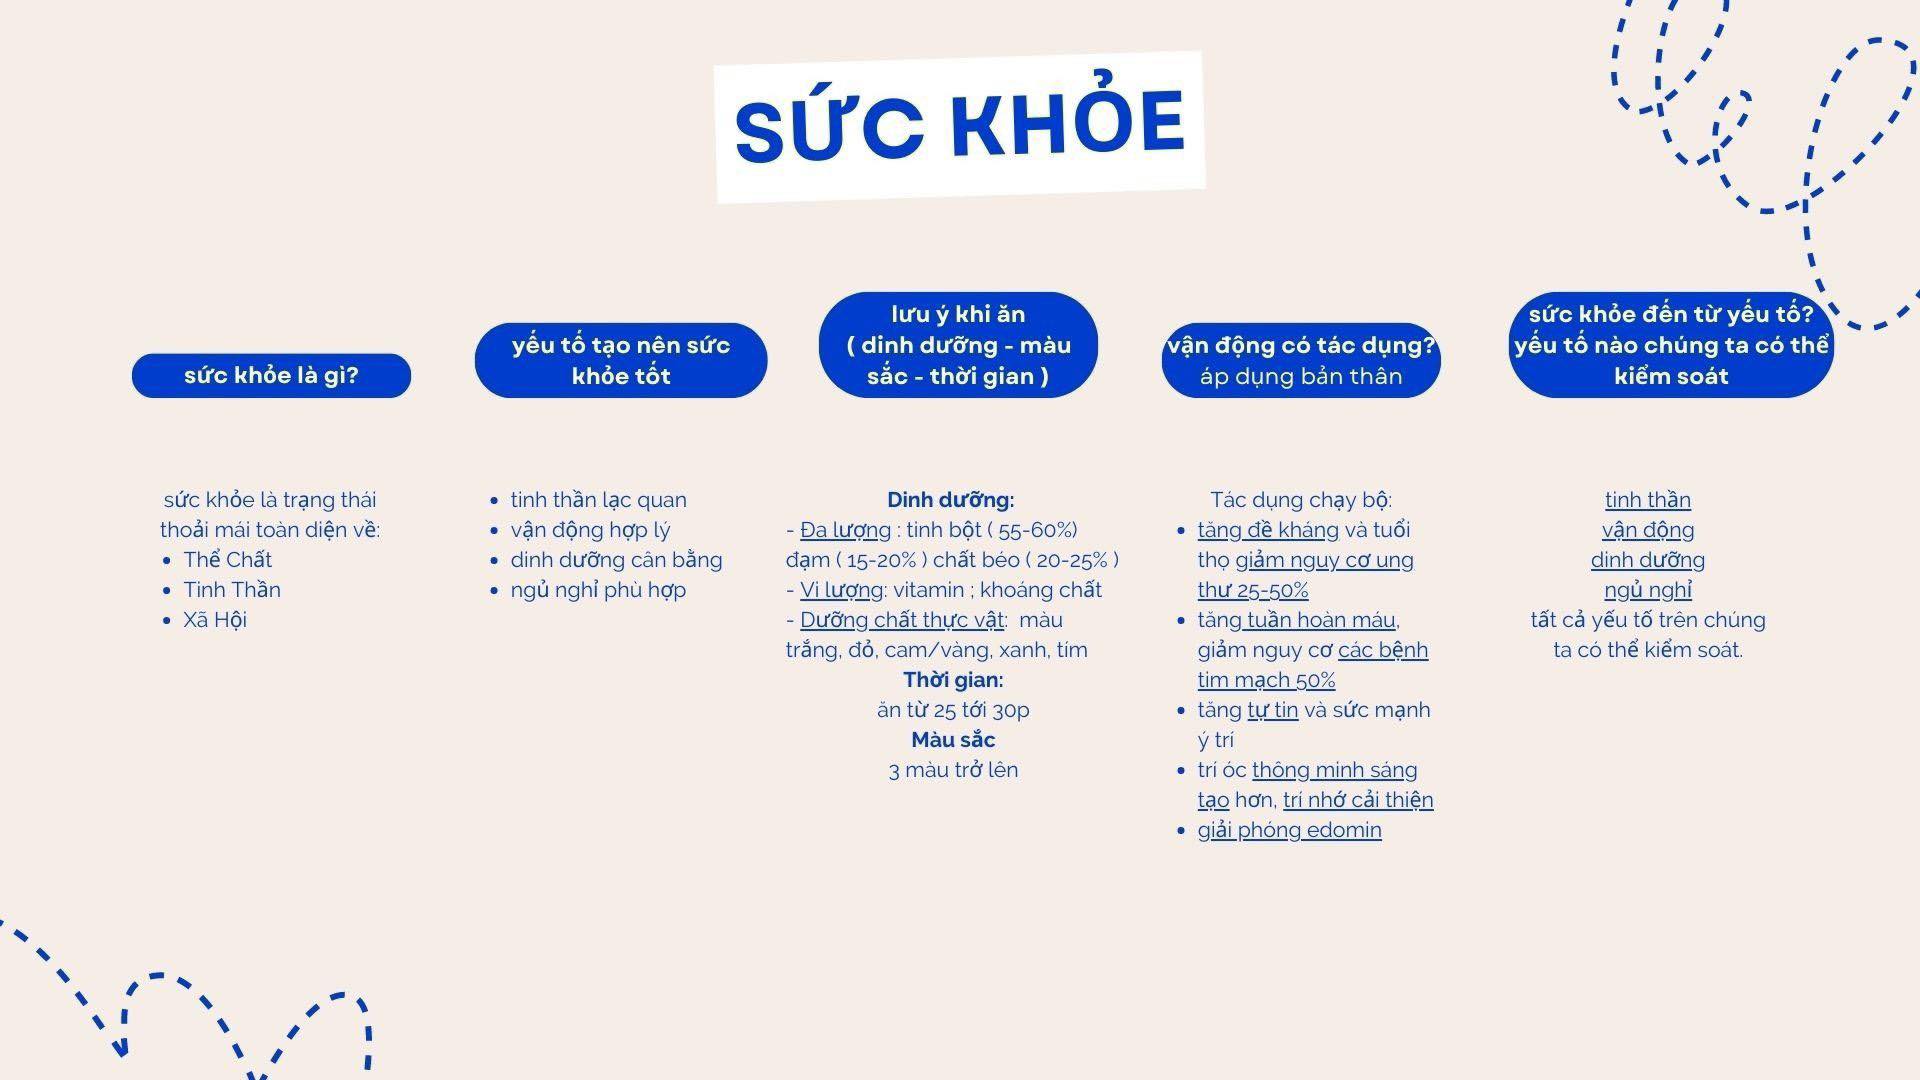 SỨC KHỎE
sức khỏe là gì?
sức khỏe là trạng thái
thoải mái toàn diện về:
Thể Chất
Tinh Thần
Xã Hội
yếu tố tạo nên sức
khỏe tốt
tinh thần lạc quan
vận động hợp lý
dinh dưỡng cân bằng
ngủ nghỉ phù hợp
lưu ý khi ăn
( dinh dưỡng - màu
sắc - thời gian )
Dinh dưỡng:
- Đa lượng : tinh bột ( 55-60%)
đạm ( 15-20% ) chất béo ( 20-25% )
- Vi lượng: vitamin ; khoáng chất
- Dưỡng chất thực vật: màu
trắng, đỏ, cam/vàng, xanh, tím
Thời gian:
ăn từ 25 tới 30p
Màu sắc
3 màu trở lên
vận động có tác dụng?
áp dụng bản thân
Tác dụng chạy bộ:
tăng đề kháng và tuổi
thọ giảm nguy cơ ung
thư 25-50%
tăng tuần hoàn máu,
giảm nguy cơ các bệnh
tim mạch 50%
tăng tự tin và sức mạnh
ý trí
trí óc thông minh sáng
tạo hơn, trí nhớ cải thiện
giải phóng edomin
sức khỏe đến từ yếu tố?
yếu tố nào chúng ta có thể
kiểm soát
tinh thần
vận động
dinh dưỡng
ngủ nghỉ
tất cả yếu tố trên chúng
ta có thể kiểm soát.